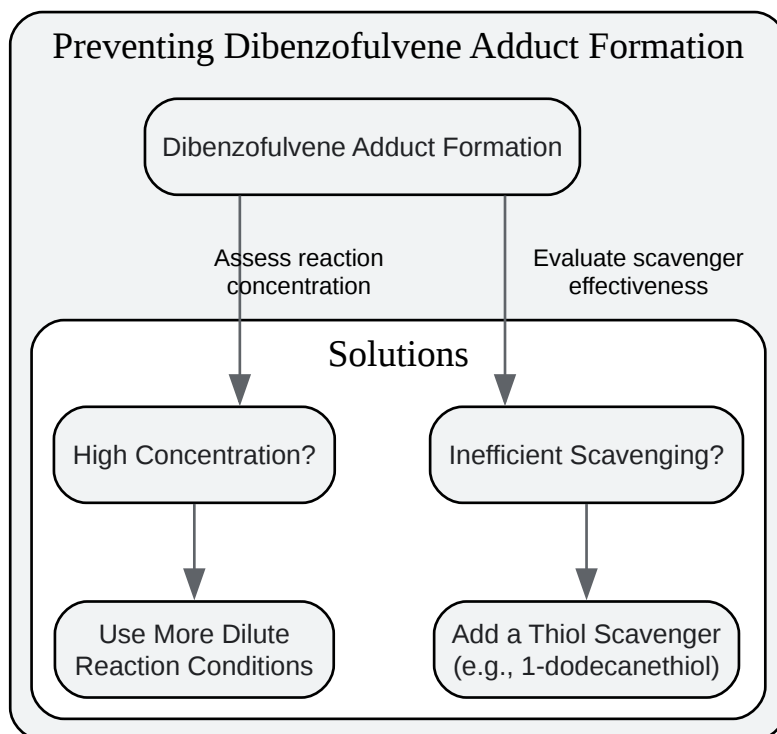 Preventing Dibenzofulvene Adduct Formation
Dibenzofulvene Adduct Formation
Assess reaction
concentration
Evaluate scavenger
effectiveness
Solutions
High Concentration?
Inefficient Scavenging?
Use More Dilute
Reaction Conditions
Add a Thiol Scavenger
(e.g., 1-dodecanethiol)